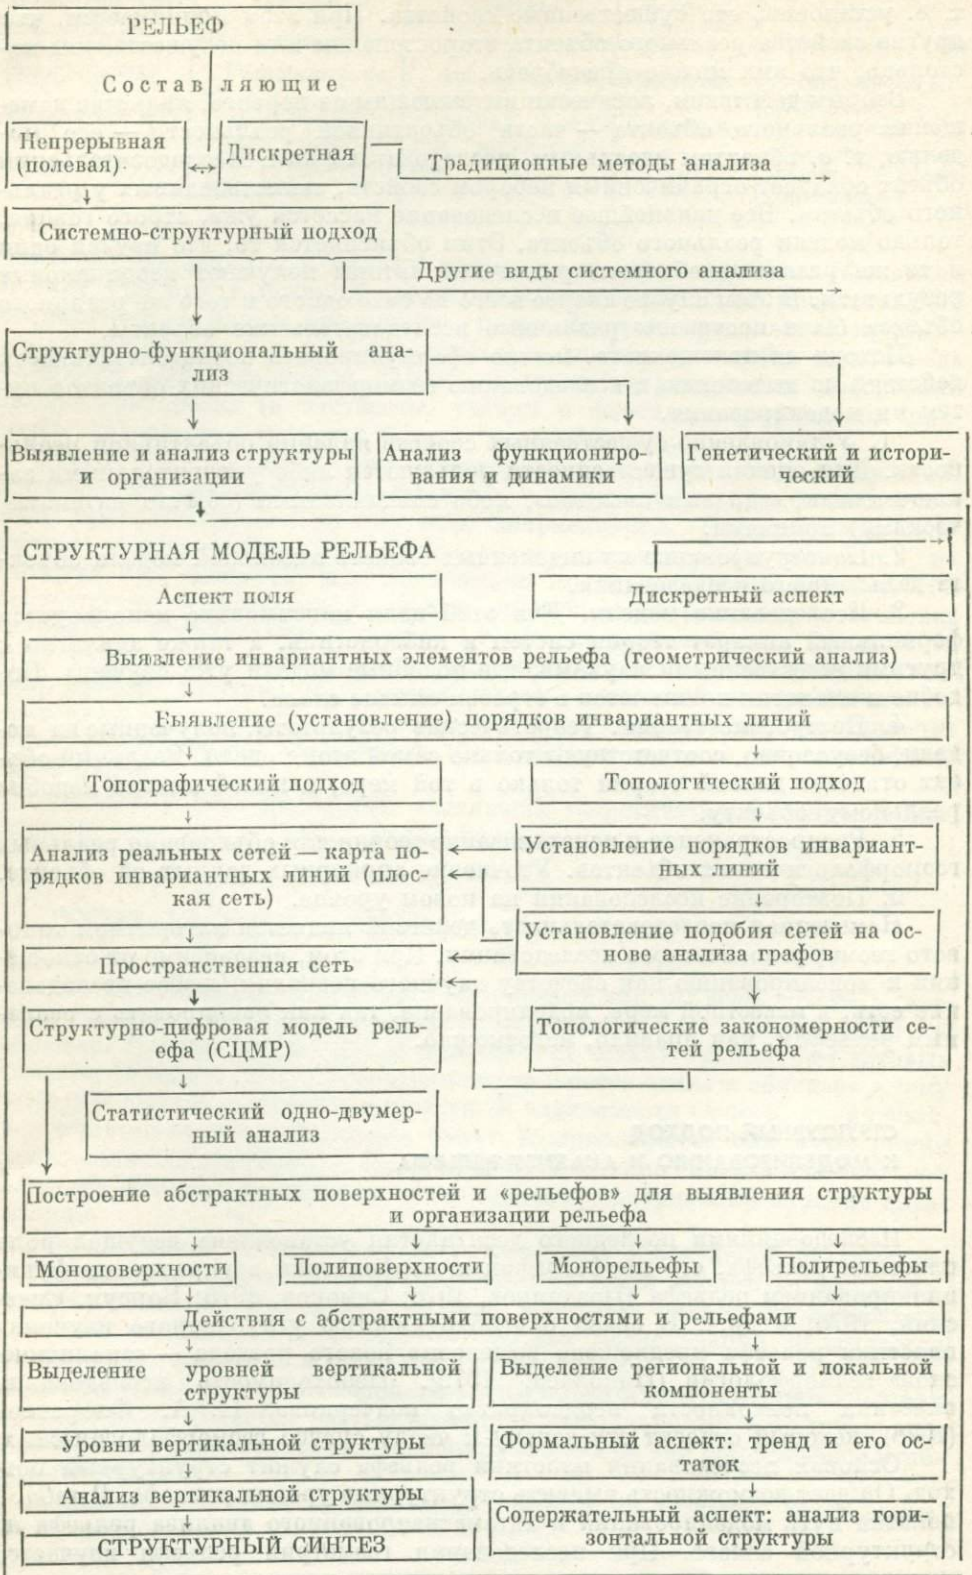 РЕЛЬЕФ
Составляющие
Непрерывная
(полевая)
Дискретная
Традиционные методы анализа
Системно-структурный подход
Другие виды системного анализа
Структурно-функциональный ана-
лиз
Выявление и анализ структуры
и организации
Анализ функциониро-
вания и динамики
Генетический и истори-
ческий
СТРУКТУРНАЯ МОДЕЛЬ РЕЛЬЕФА
Аспект поля
Дискретный аспект
Выявление инвариантных элементов рельефа (геометрический анализ)
Выявление (установление) порядков инвариантных линий
Топографический подход
Топологический подход
Анализ реальных сетей — карта по-
рядков инвариантных линий (плос-
кая сеть)
Установление порядков инвариант-
ных линий
Установление подобия сетей на ос-
нове анализа графов
Пространственная сеть
Структурно-цифровая модель рель-
ефа (СЦМР)
Топологические закономерности се-
тей рельефа
Статистический одно-двумер-
ный анализ
Построение абстрактных поверхностей и «рельефов» для выявления структуры
и организации рельефа
Моноповерхности
Полиповерхности
Монорельефы
Полирельефы
Действия с абстрактными поверхностями и рельефами
Выделение уровней вертикальной
структуры
Выделение региональной и локальной
компоненты
Уровни вертикальной структуры
Формальный аспект: тренд и его ос-
таток
Анализ вертикальной структуры
Содержательный аспект: анализ гори-
зонтальной структуры
СТРУКТУРНЫЙ СИНТЕЗ